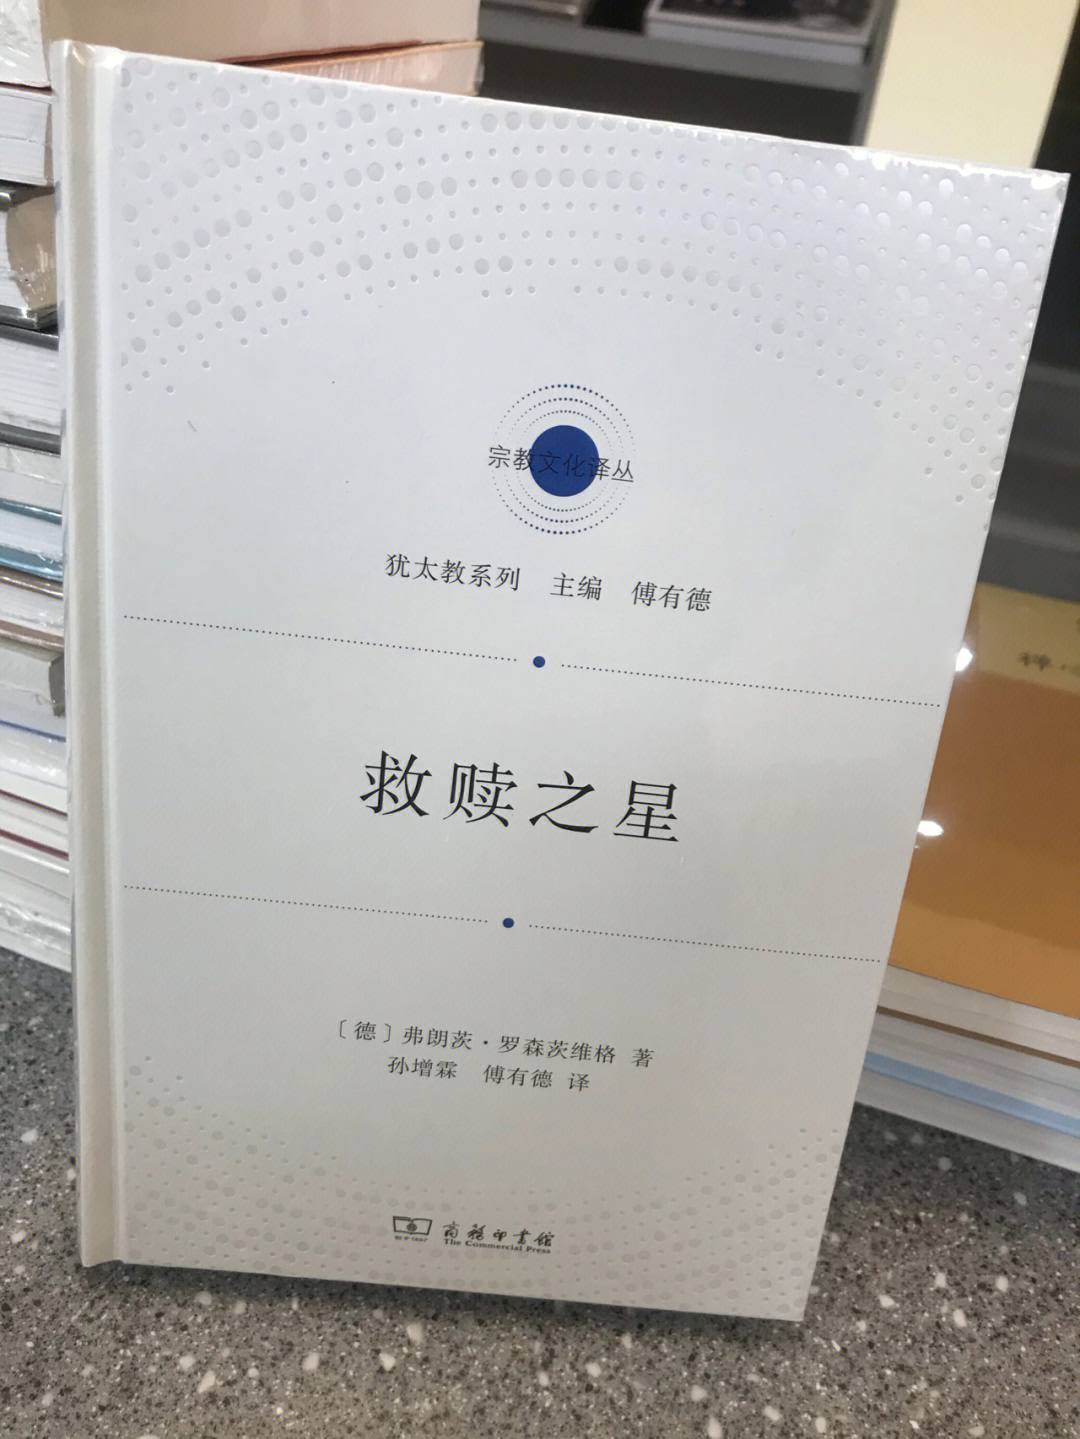 宗教文化译丛
犹太教系列 主编 傅有德
救赎之星
〔德〕弗朗茨·罗森茨维格 著
孙增霖 傅有德 译
商務印書館
The Commercial Press
神·